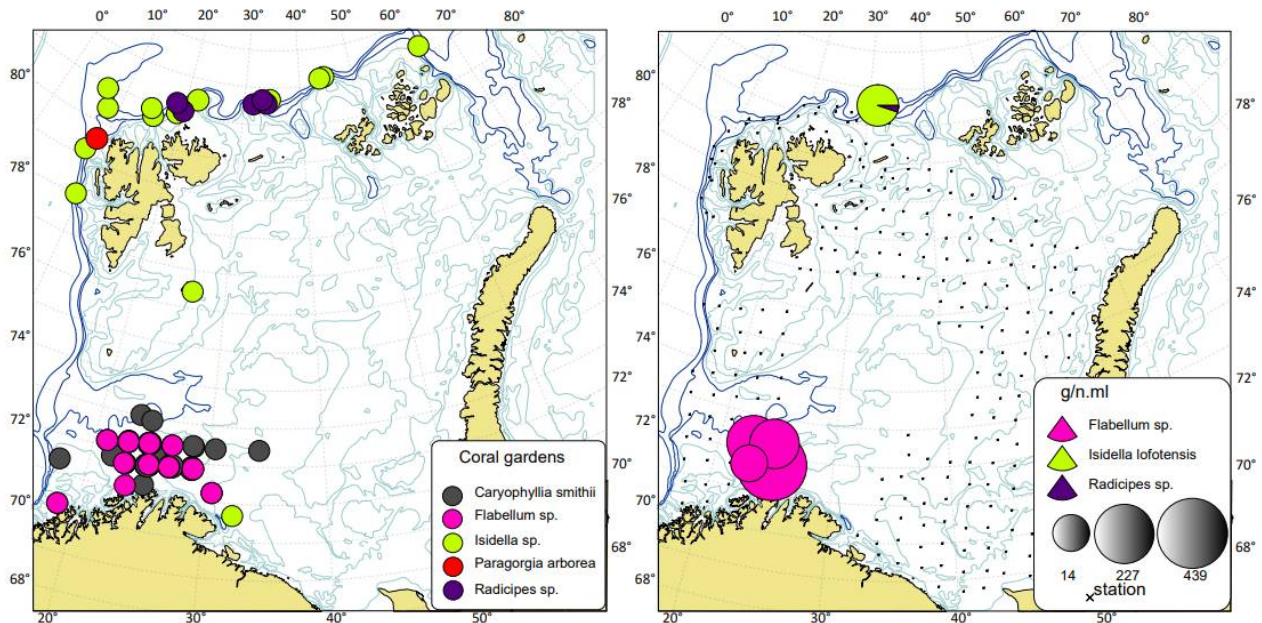 0° 10° 20° 30° 40° 50° 60° 70° 80°
80°
78°
78°
76°
76°
74°
74°
72°
72°
70°
70°
68°
68°
20° 30° 40° 50°
Coral gardens
Caryophyllia smithii
Flabellum sp.
Isidella sp.
Paragorgia arborea
Radicipes sp.
0° 10° 20° 30° 40° 50° 60° 70° 80°
80°
78°
78°
76°
76°
74°
74°
72°
72°
70°
70°
68°
68°
20° 30° 40° 50°
g/n.ml
Flabellum sp.
Isidella lofotensis
Radicipes sp.
14 227 439
×station